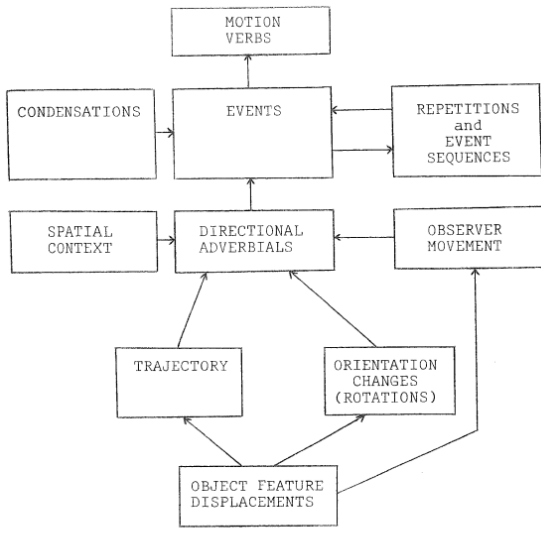 MOTION
VERBS
CONDENSATIONS
EVENTS
REPETITIONS
and
EVENT
SEQUENCES
SPATIAL
CONTEXT
DIRECTIONAL
ADVERBIALS
OBSERVER
MOVEMENT
TRAJECTORY
ORIENTATION
CHANGES
(ROTATIONS)
OBJECT FEATURE
DISPLACEMENTS